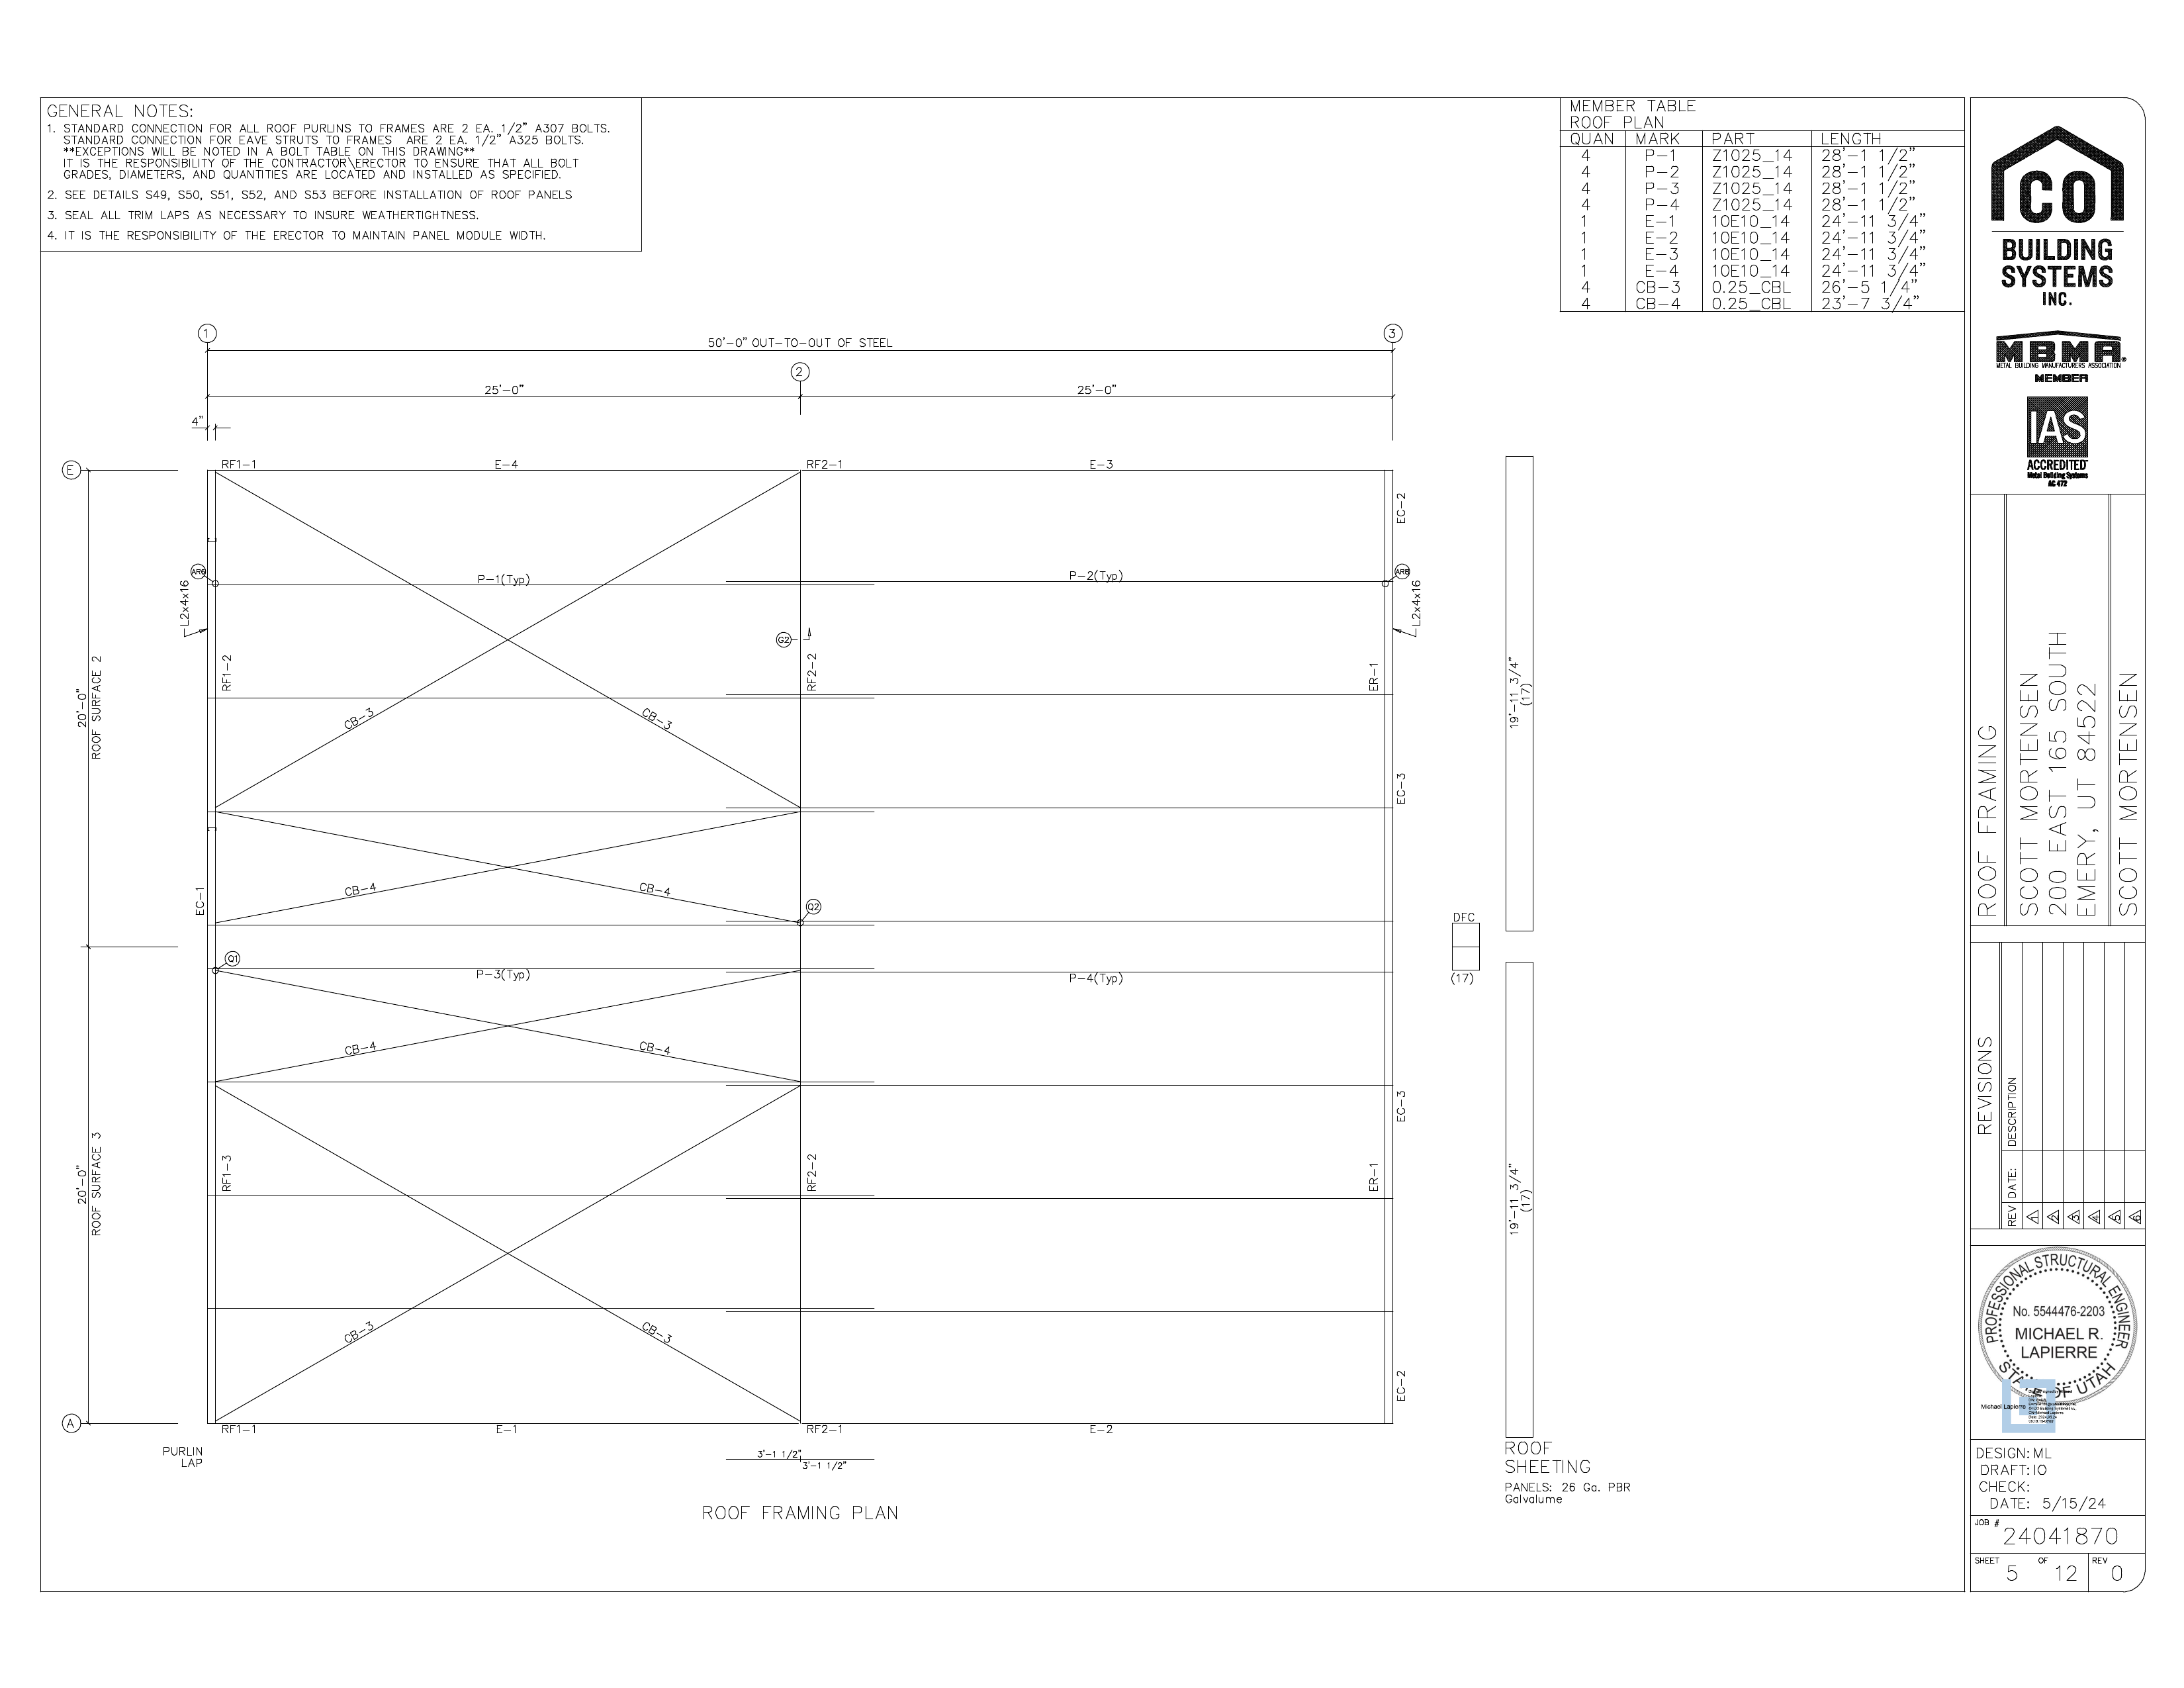 GENERAL NOTES:
1. STANDARD CONNECTION FOR ALL ROOF PURLINS TO FRAMES ARE 2 EA. 1/2" A307 BOLTS.
STANDARD CONNECTION FOR EAVE STRUTS TO FRAMES ARE 2 EA. 1/2" A325 BOLTS.
**EXCEPTIONS WILL BE NOTED IN A BOLT TABLE ON THIS DRAWING**
IT IS THE RESPONSIBILITY OF THE CONTRACTOR\ERECTOR TO ENSURE THAT ALL BOLT
GRADES, DIAMETERS, AND QUANTITIES ARE LOCATED AND INSTALLED AS SPECIFIED.
2. SEE DETAILS S49, S50, S51, S52, AND S53 BEFORE INSTALLATION OF ROOF PANELS
3. SEAL ALL TRIM LAPS AS NECESSARY TO INSURE WEATHERTIGHTNESS.
4. IT IS THE RESPONSIBILITY OF THE ERECTOR TO MAINTAIN PANEL MODULE WIDTH.
MEMBER TABLE
ROOF PLAN
QUAN MARK PART LENGTH
4 P-1 Z1025_14 28'-1 1/2"
4 P-2 Z1025_14 28'-1 1/2"
4 P-3 Z1025_14 28'-1 1/2"
4 P-4 Z1025_14 28'-1 1/2"
1 E-1 10E10_14 24'-11 3/4"
1 E-2 10E10_14 24'-11 3/4"
1 E-3 10E10_14 24'-11 3/4"
1 E-4 10E10_14 24'-11 3/4"
4 CB-3 0.25_CBL 26'-5 1/4"
4 CB-4 0.25_CBL 23'-7 3/4"
1
3
50'-0" OUT-TO-OUT OF STEEL
2
25'-0"
25'-0"
4"
E
RF1-1
E-4
RF2-1
E-3
EC-2
P-1(Typ)
P-2(Typ)
L2x4x16
L2x4x16
G2
RF1-2
RF2-2
ER-1
20'-0"
ROOF SURFACE 2
CB-3
CB-3
EC-3
19'-11 3/4"
(17)
CB-4
CB-4
EC-1
Q2
DFC
(17)
Q1
P-3(Typ)
P-4(Typ)
CB-4
CB-4
EC-3
20'-0"
ROOF SURFACE 3
RF1-3
RF2-2
ER-1
19'-11 3/4"
(17)
CB-3
CB-3
EC-2
A
RF1-1
E-1
RF2-1
E-2
PURLIN
LAP
3'-1 1/2"
3'-1 1/2"
ROOF
SHEETING
PANELS: 26 Ga. PBR
Galvalume
ROOF FRAMING PLAN
CO
BUILDING
SYSTEMS
INC.
MBMA
METAL BUILDING MANUFACTURERS ASSOCIATION
MEMBER
IAS
ACCREDITED
Metal Building Systems
AC 472
ROOF FRAMING
SCOTT MORTENSEN
200 EAST 165 SOUTH
EMERY, UT 84522
SCOTT MORTENSEN
REVISIONS
REV DATE: DESCRIPTION
1
2
3
4
5
6
PROFESSIONAL STRUCTURAL ENGINEER
No. 5544476-2203
MICHAEL R.
LAPIERRE
STATE OF UTAH
Michael Lapierre
DESIGN: ML
DRAFT: IO
CHECK:
DATE: 5/15/24
JOB # 24041870
SHEET 5 OF 12 REV 0